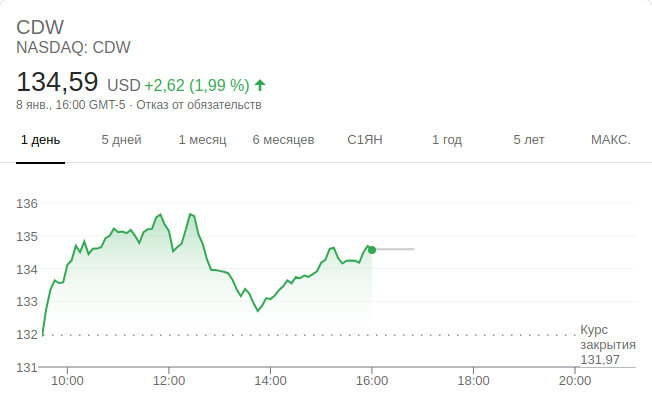 CDW
NASDAQ: CDW
134,59 USD +2,62 (1,99 %)
8 янв., 16:00 GMT-5 · Отказ от обязательств
1 день 5 дней 1 месяц 6 месяцев С1ЯН 1 год 5 лет МАКС.
136
135
134
133
132
131
Курс
закрытия
131,97
10:00 12:00 14:00 16:00 18:00 20:00